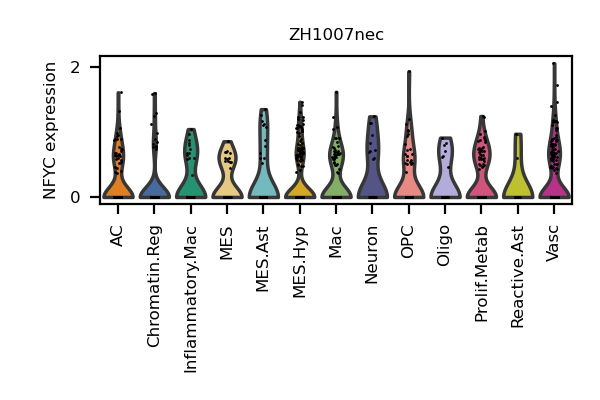 ZH1007nec
NFYC expression
2
0
AC
Chromatin.Reg
Inflammatory.Mac
MES
MES.Ast
MES.Hyp
Mac
Neuron
OPC
Oligo
Prolif.Metab
Reactive.Ast
Vasc